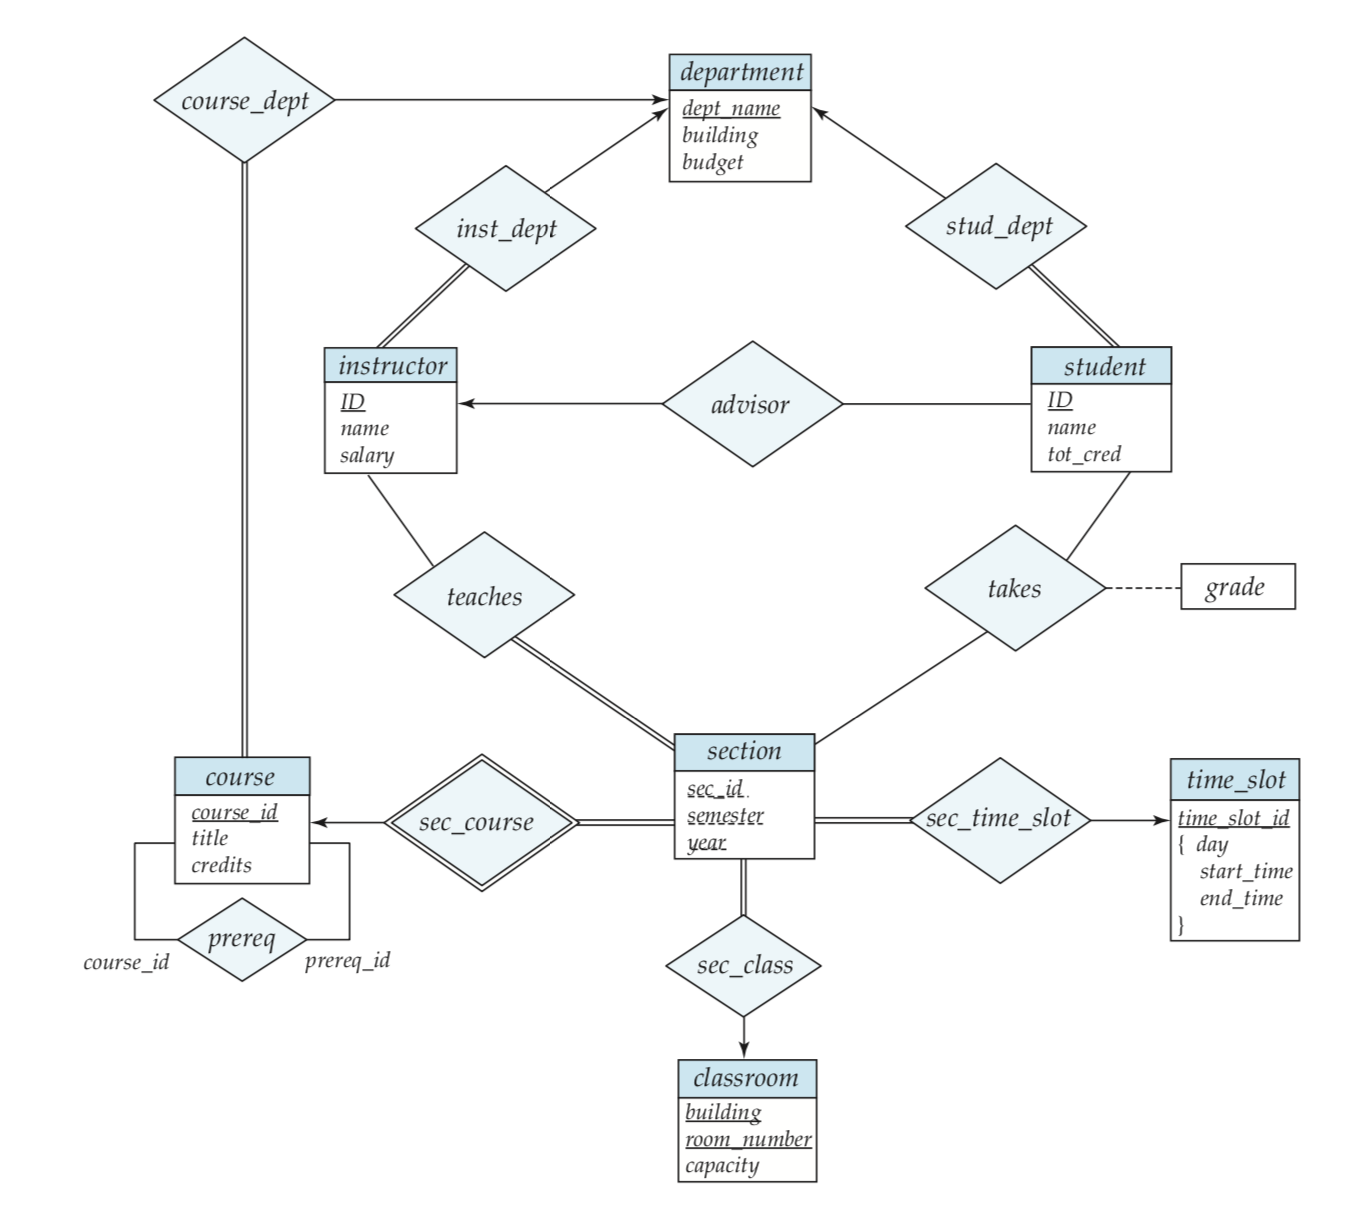 department
course_dept
dept_name
building
budget
inst_dept
stud_dept
instructor
ID
name
salary
advisor
student
ID
name
tot_cred
teaches
takes
grade
section
sec_id
semester
year
course
course_id
title
credits
sec_course
sec_time_slot
time_slot
time_slot_id
{ day
start_time
end_time
}
prereq
course_id
prereq_id
sec_class
classroom
building
room_number
capacity